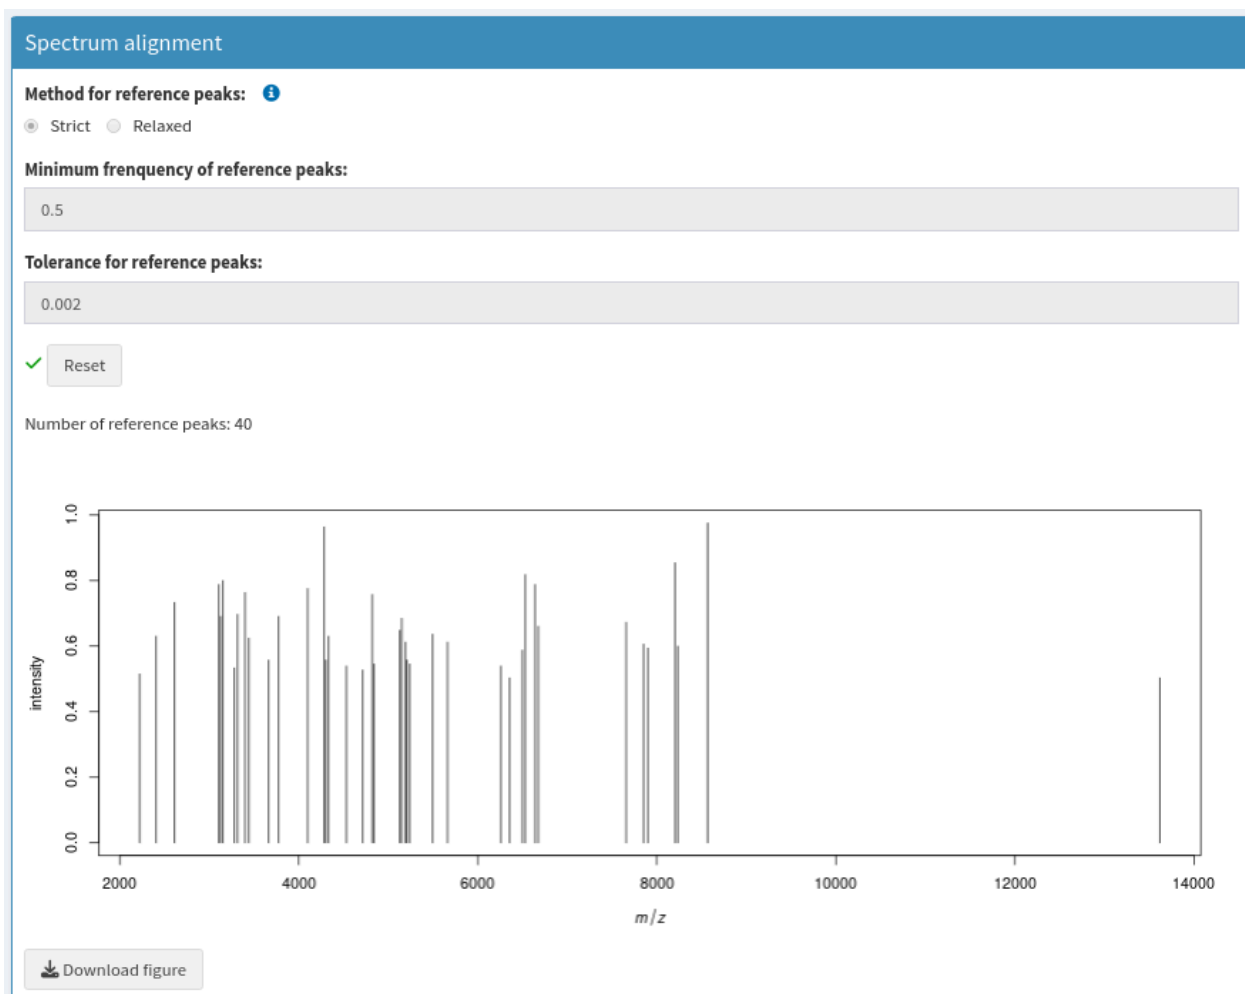 Spectrum alignment
Method for reference peaks:
Strict Relaxed
Minimum frenquency of reference peaks:
0.5
Tolerance for reference peaks:
0.002
Reset
Number of reference peaks: 40
1.0
0.8
0.6
0.4
0.2
0.0
intensity
2000 4000 6000 8000 10000 12000 14000
m/z
Download figure